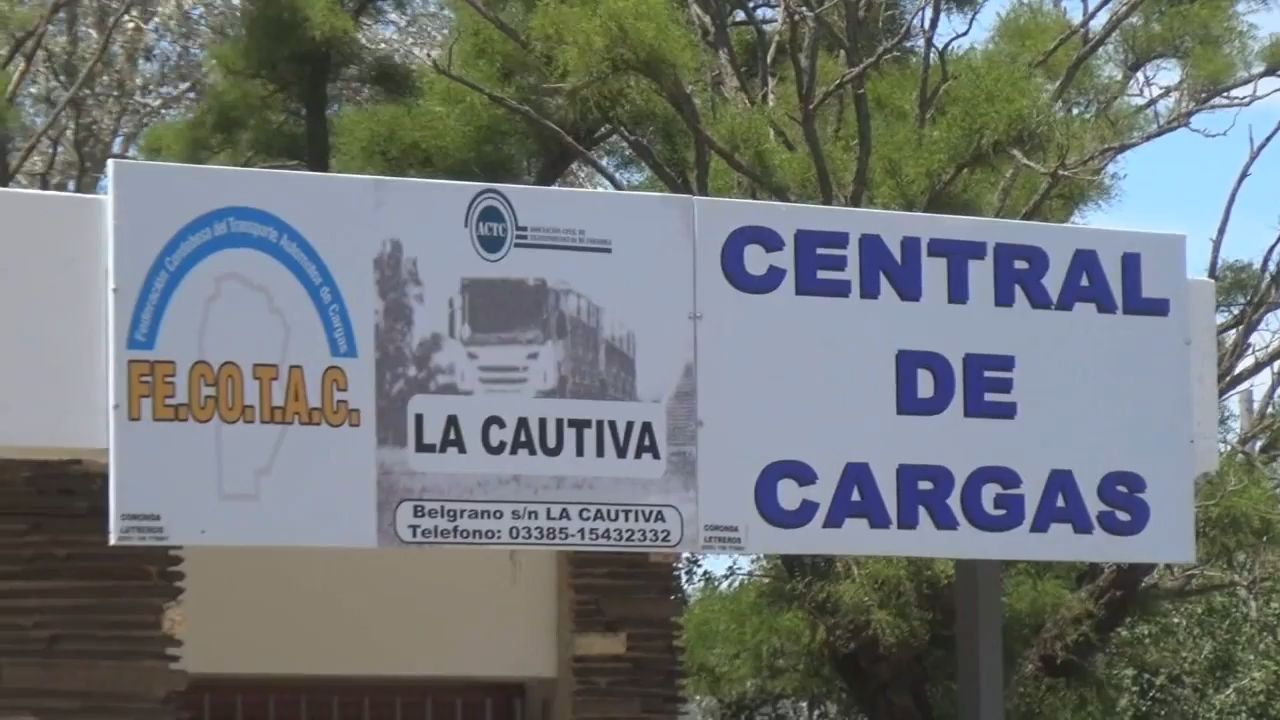 Federación Cordobesa del Transporte Automotor de Cargas
FE.CO.T.A.C.
CORONDA
LETREROS
ACTC
ASOCIACIÓN CIVIL DE
TRANSPORTISTAS DE CÓRDOBA
LA CAUTIVA
Belgrano s/n LA CAUTIVA
Telefono: 03385-15432332
CENTRAL
DE
CARGAS
CORONDA
LETREROS